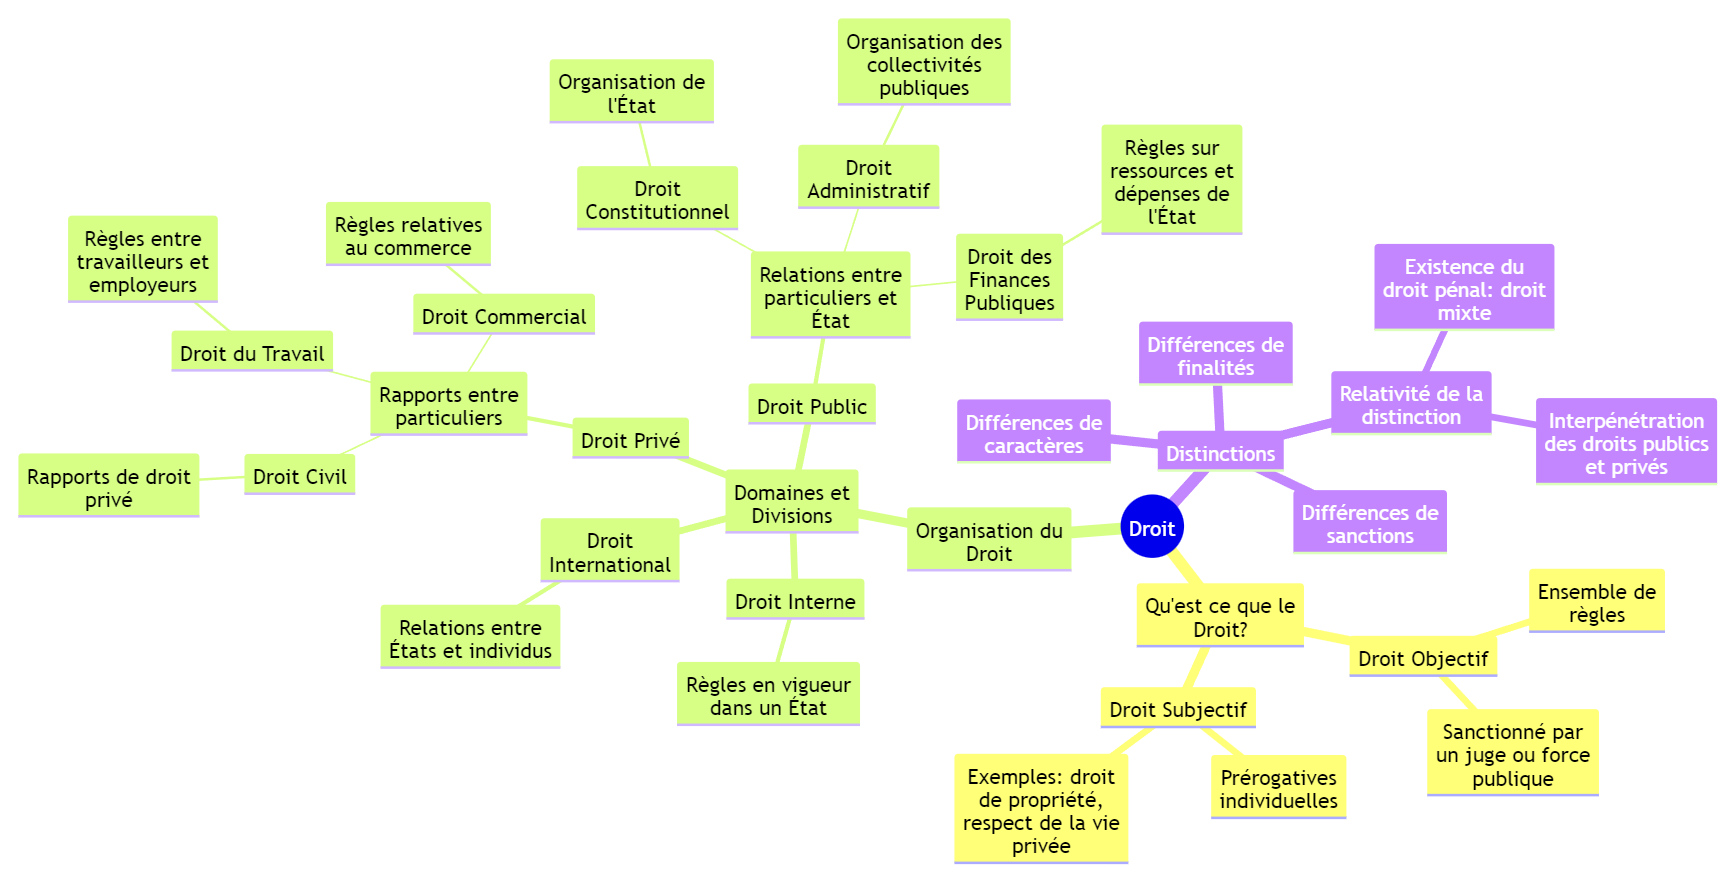 Droit
Qu'est ce que le
Droit?
Droit Objectif
Ensemble de
règles
Sanctionné par
un juge ou force
publique
Droit Subjectif
Prérogatives
individuelles
Exemples: droit
de propriété,
respect de la vie
privée
Organisation du
Droit
Domaines et
Divisions
Droit Interne
Règles en vigueur
dans un État
Droit
International
Relations entre
États et individus
Droit Privé
Rapports entre
particuliers
Droit Civil
Rapports de droit
privé
Droit Commercial
Règles relatives
au commerce
Droit du Travail
Règles entre
travailleurs et
employeurs
Droit Public
Relations entre
particuliers et
État
Droit
Constitutionnel
Organisation de
l'État
Droit
Administratif
Organisation des
collectivités
publiques
Droit des
Finances
Publiques
Règles sur
ressources et
dépenses de
l'État
Distinctions
Différences de
finalités
Différences de
caractères
Différences de
sanctions
Relativité de la
distinction
Existence du
droit pénal: droit
mixte
Interpénétration
des droits publics
et privés